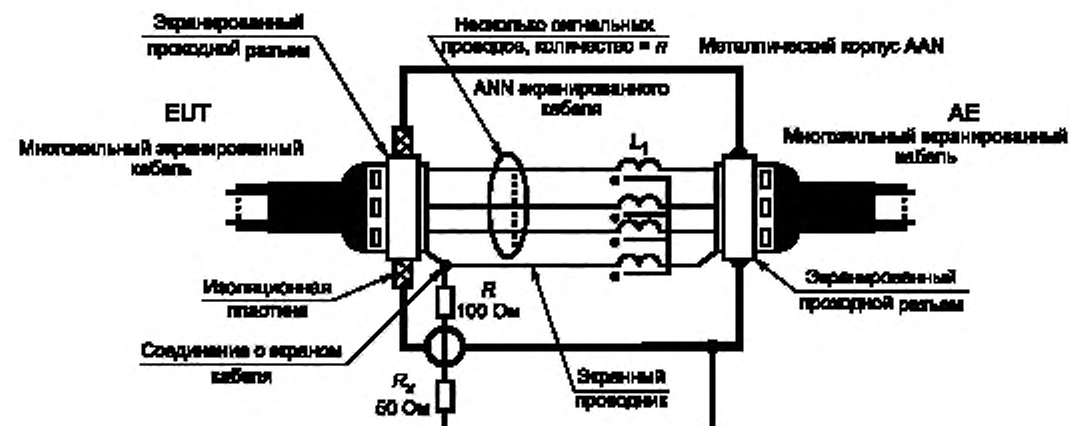 Экранированный
проходной разъем
Несколько сигнальных
проводов, количество = n
Металлический корпус AAN
ANN экранированного
кабеля
EUT
Многожильный экранированный
кабель
L1
AE
Многожильный экранированный
кабель
Изоляционная
пластина
R
100 Ом
Экранированный
проходной разъем
Соединение с экраном
кабеля
Rx
50 Ом
Экранный
проводник